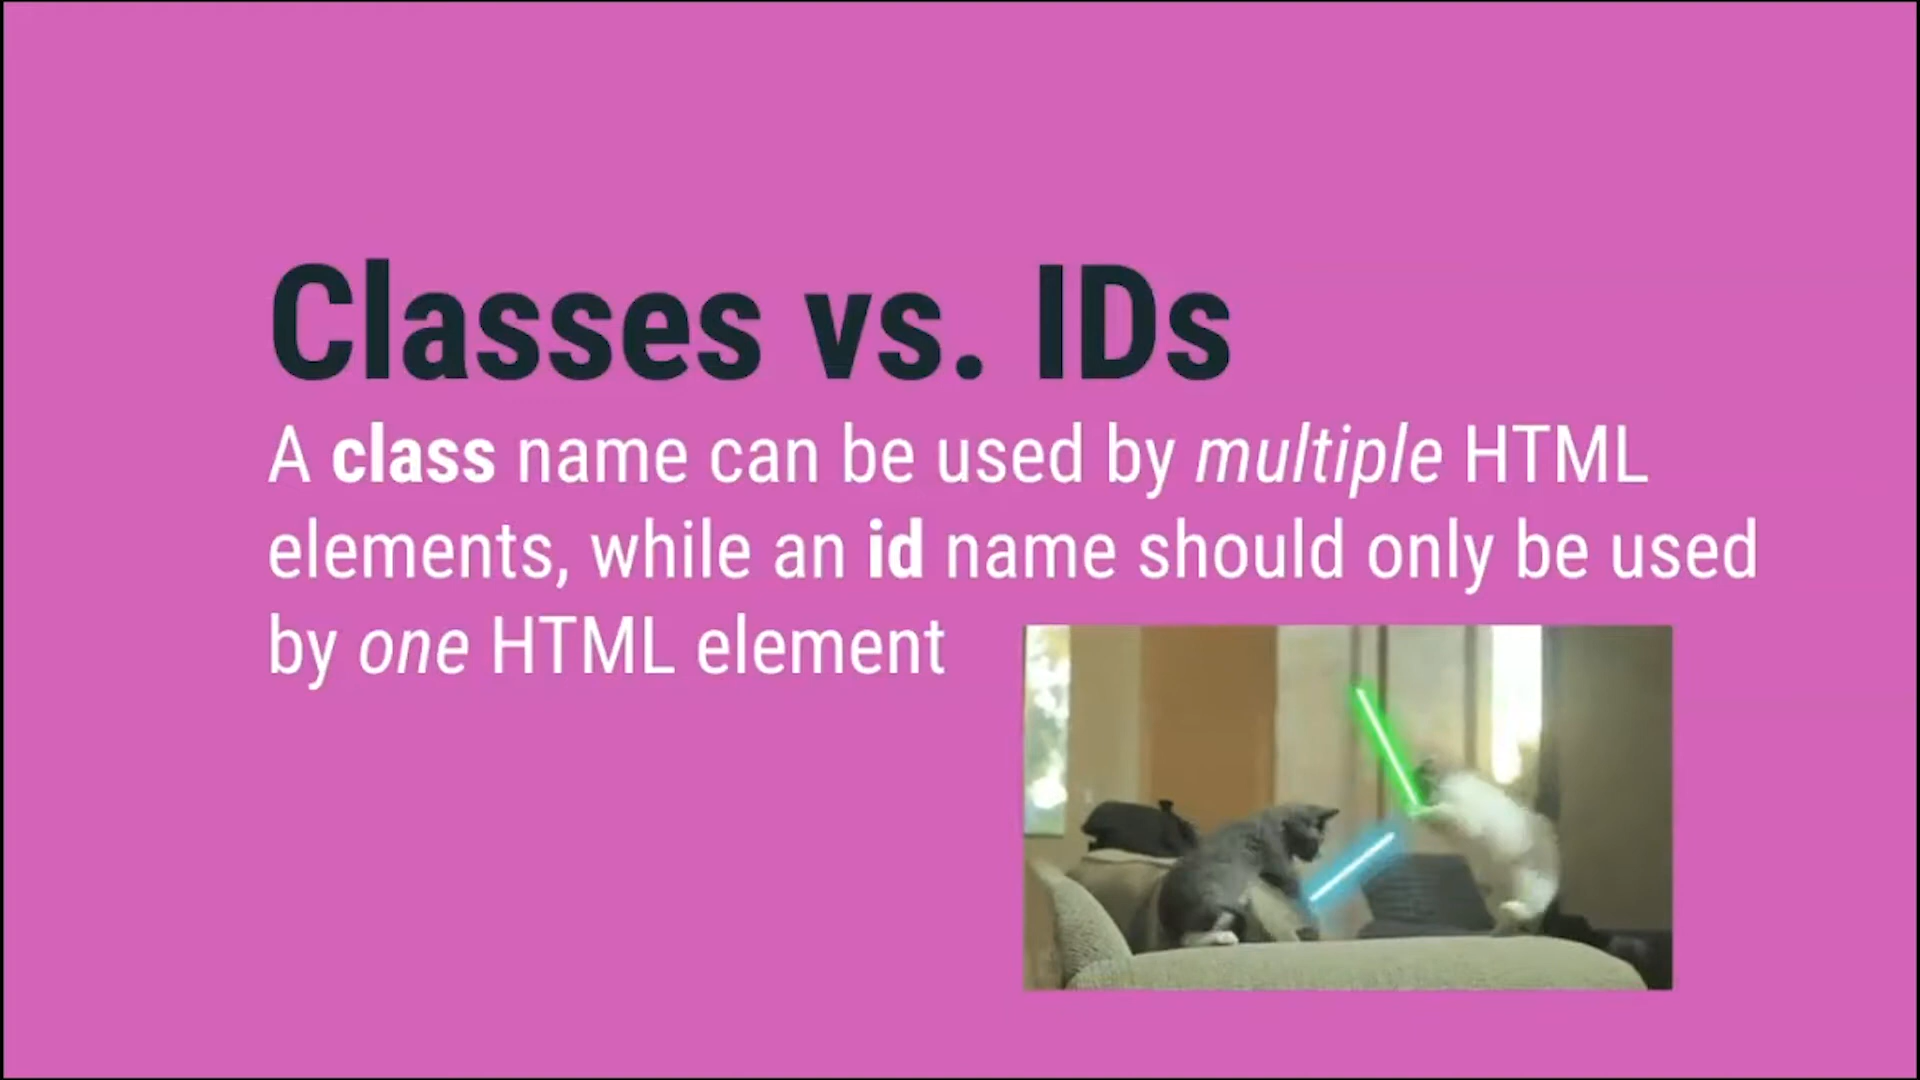 Classes vs. IDs
A class name can be used by multiple HTML
elements, while an id name should only be used
by one HTML element